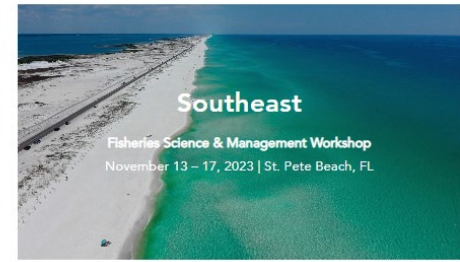 Southeast
Fisheries Science & Management Workshop
November 13 – 17, 2023 | St. Pete Beach, FL